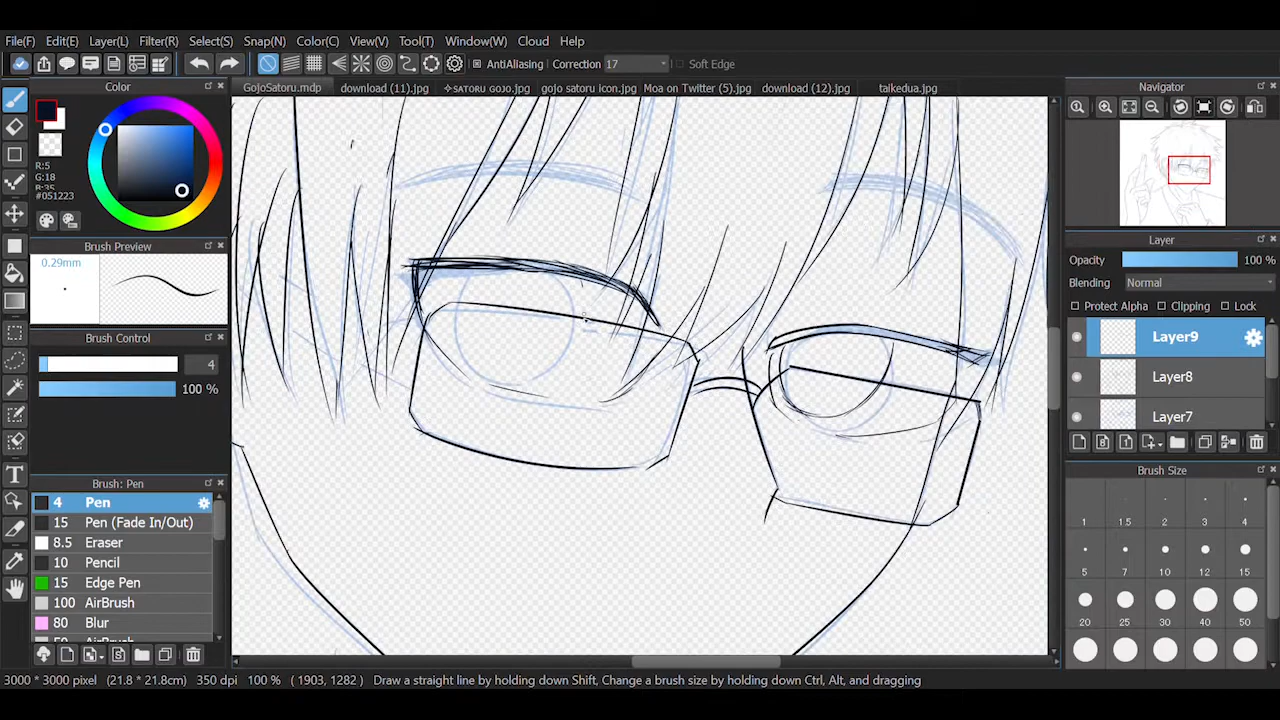 File(F) Edit(E) Layer(L) Filter(R) Select(S) Snap(N) Color(C) View(V) Tool(T) Window(W) Cloud Help
AntiAliasing Correction 17 Soft Edge
Color
GojoSatoru.mdp download (11).jpg ✧SATORU GOJO.jpg gojo satoru icon.jpg Moa on Twitter (5).jpg download (12).jpg taikedua.jpg
Navigator
R:5
G:18
B:35
#051223
Brush Preview
0.29mm
Brush Control
4
100 %
Brush: Pen
4 Pen
15 Pen (Fade In/Out)
8.5 Eraser
10 Pencil
15 Edge Pen
100 AirBrush
80 Blur
50 AirBrush
Layer
Opacity 100 %
Blending Normal
Protect Alpha Clipping Lock
Layer9
Layer8
Layer7
Brush Size
1 1.5 2 3 4
5 7 10 12 15
20 25 30 40 50
3000 * 3000 pixel (21.8 * 21.8cm) 350 dpi 100 % ( 1903, 1282 ) Draw a straight line by holding down Shift, Change a brush size by holding down Ctrl, Alt, and dragging